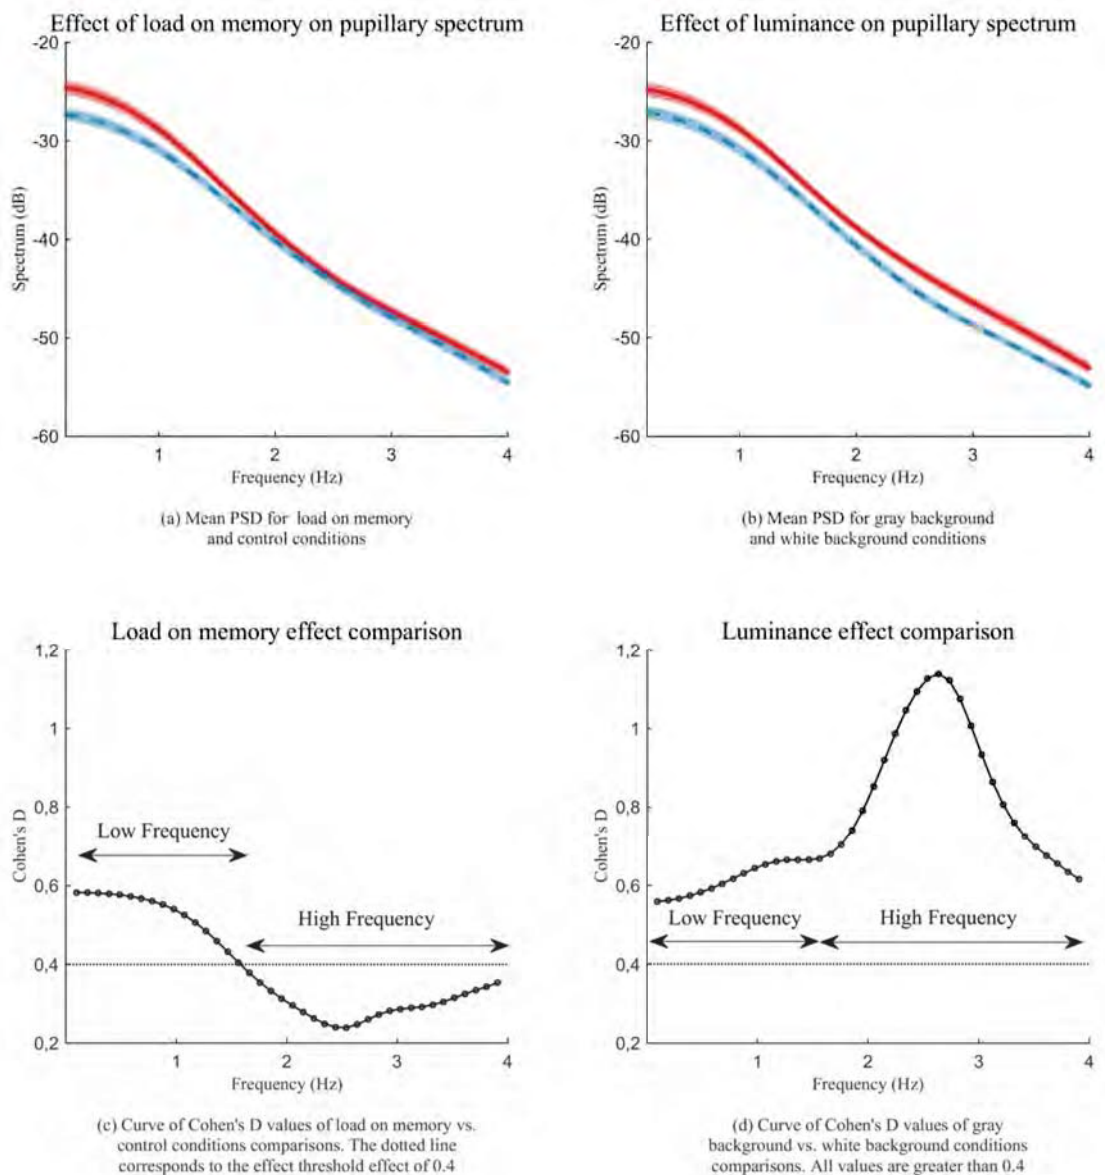 Effect of load on memory on pupillary spectrum
-20
-30
-40
-50
-60
Spectrum (dB)
1 2 3 4
Frequency (Hz)
(a) Mean PSD for load on memory
and control conditions
Effect of luminance on pupillary spectrum
-20
-30
-40
-50
-60
Spectrum (dB)
1 2 3 4
Frequency (Hz)
(b) Mean PSD for gray background
and white background conditions
Load on memory effect comparison
1,2
1
0,8
0,6
0,4
0,2
Cohen's D
Low Frequency
High Frequency
1 2 3 4
Frequency (Hz)
(c) Curve of Cohen's D values of load on memory vs.
control conditions comparisons. The dotted line
corresponds to the effect threshold effect of 0.4
Luminance effect comparison
1,2
1
0,8
0,6
0,4
0,2
Cohen's D
Low Frequency
High Frequency
1 2 3 4
Frequency (Hz)
(d) Curve of Cohen's D values of gray
background vs. white background conditions
comparisons. All values are greater than 0.4